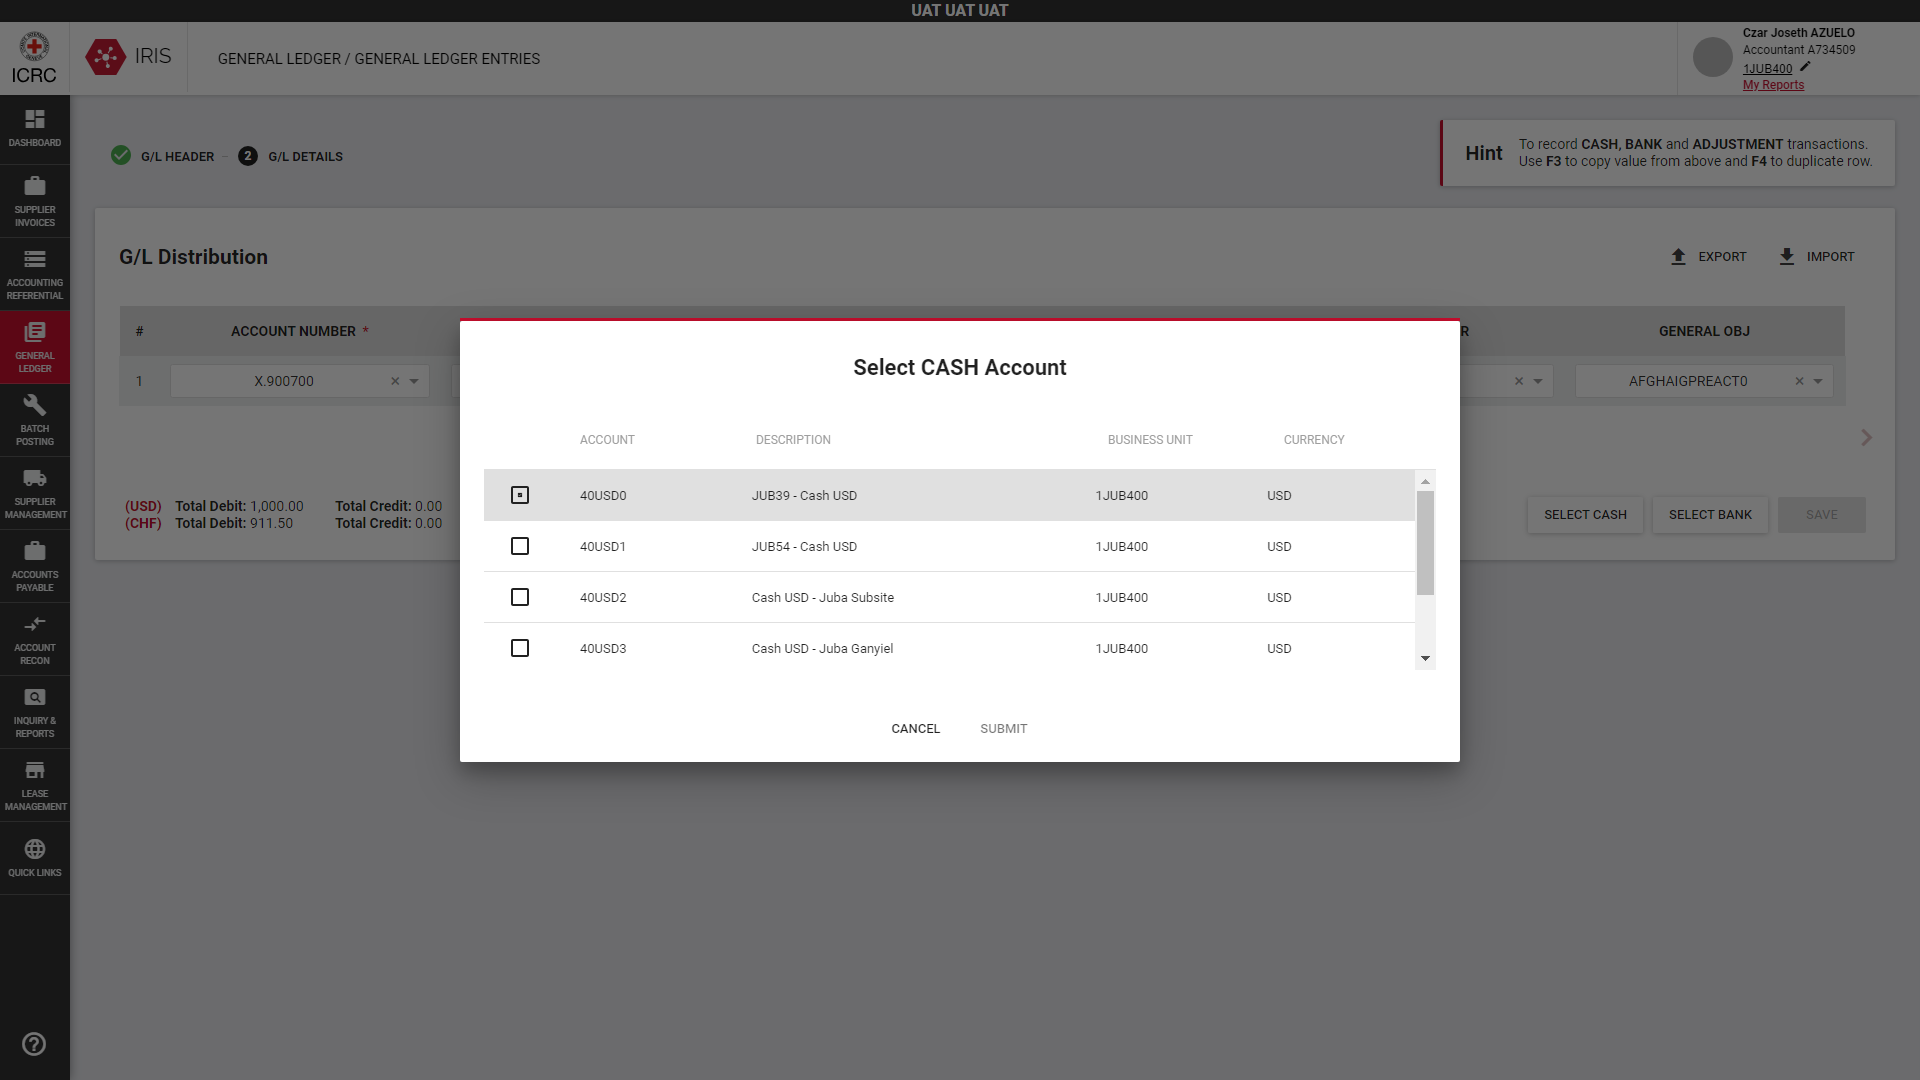 UAT UAT UAT
ICRC
IRIS
GENERAL LEDGER / GENERAL LEDGER ENTRIES
Czar Joseth AZUELO
Accountant A734509
1JUB400
My Reports
DASHBOARD
SUPPLIER
INVOICES
ACCOUNTING
REFERENTIAL
GENERAL
LEDGER
BATCH
POSTING
SUPPLIER
MANAGEMENT
ACCOUNTS
PAYABLE
ACCOUNT
RECON
INQUIRY &
REPORTS
LEASE
MANAGEMENT
QUICK LINKS
G/L HEADER
2 G/L DETAILS
Hint
To record CASH, BANK and ADJUSTMENT transactions.
Use F3 to copy value from above and F4 to duplicate row.
G/L Distribution
EXPORT
IMPORT
# ACCOUNT NUMBER * R GENERAL OBJ
1 X.900700 AFGHAIGPREACT0
(USD) Total Debit: 1,000.00 Total Credit: 0.00
(CHF) Total Debit: 911.50 Total Credit: 0.00
SELECT CASH
SELECT BANK
SAVE
Select CASH Account
ACCOUNT DESCRIPTION BUSINESS UNIT CURRENCY
40USD0 JUB39 - Cash USD 1JUB400 USD
40USD1 JUB54 - Cash USD 1JUB400 USD
40USD2 Cash USD - Juba Subsite 1JUB400 USD
40USD3 Cash USD - Juba Ganyiel 1JUB400 USD
CANCEL
SUBMIT